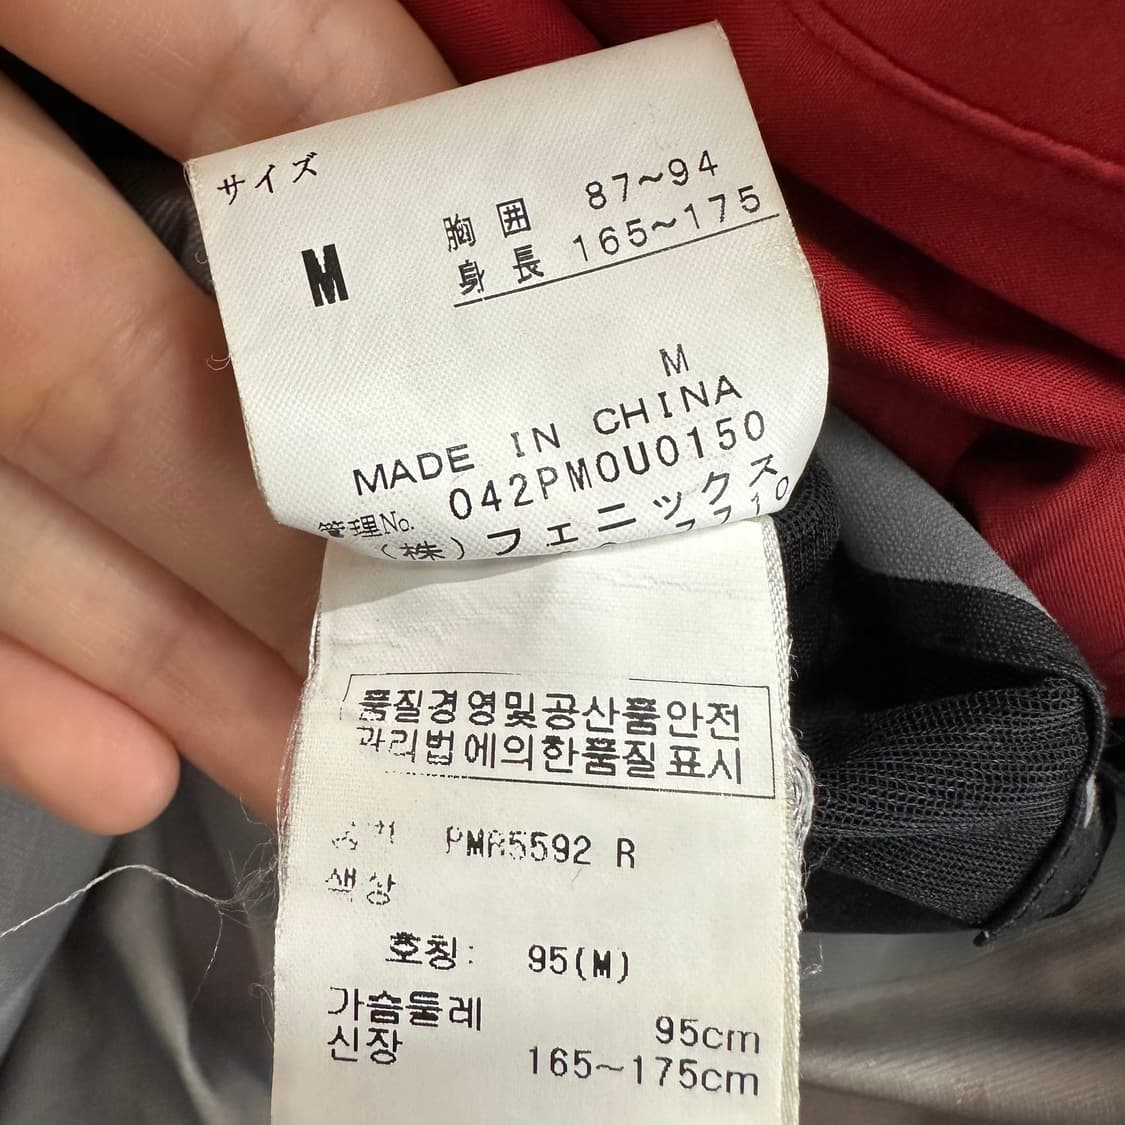 サイズ
M
胸囲 87~94
身長 165~175
M
MADE IN CHINA
管理No. 042PMOU0150
(株)フェニックス
품질경영및공산품안전
관리법에의한품질표시
PMR5592 R
색상
호칭: 95(M)
가슴둘레 95cm
신장 165~175cm